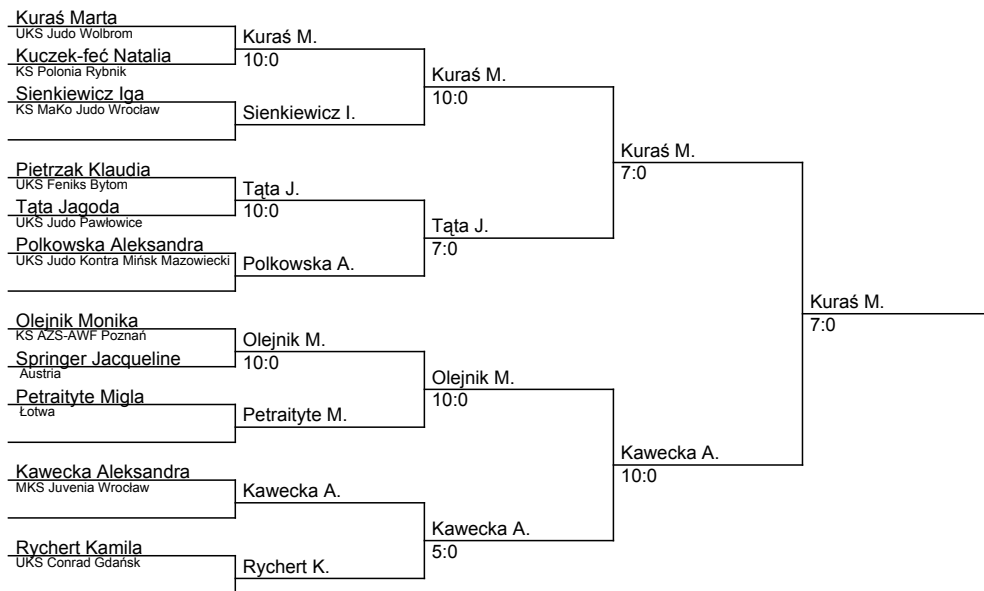 Kuraś Marta
UKS Judo Wolbrom
Kuraś M.
10:0
Kuczek-feć Natalia
KS Polonia Rybnik
Kuraś M.
10:0
Sienkiewicz Iga
KS MaKo Judo Wrocław
Sienkiewicz I.
Kuraś M.
7:0
Pietrzak Klaudia
UKS Feniks Bytom
Tąta J.
10:0
Tąta Jagoda
UKS Judo Pawłowice
Tąta J.
7:0
Polkowska Aleksandra
UKS Judo Kontra Mińsk Mazowiecki
Polkowska A.
Kuraś M.
7:0
Olejnik Monika
KS AZS-AWF Poznań
Olejnik M.
10:0
Springer Jacqueline
Austria
Olejnik M.
10:0
Petraityte Migla
Łotwa
Petraityte M.
Kawecka A.
10:0
Kawecka Aleksandra
MKS Juvenia Wrocław
Kawecka A.
Kawecka A.
5:0
Rychert Kamila
UKS Conrad Gdańsk
Rychert K.